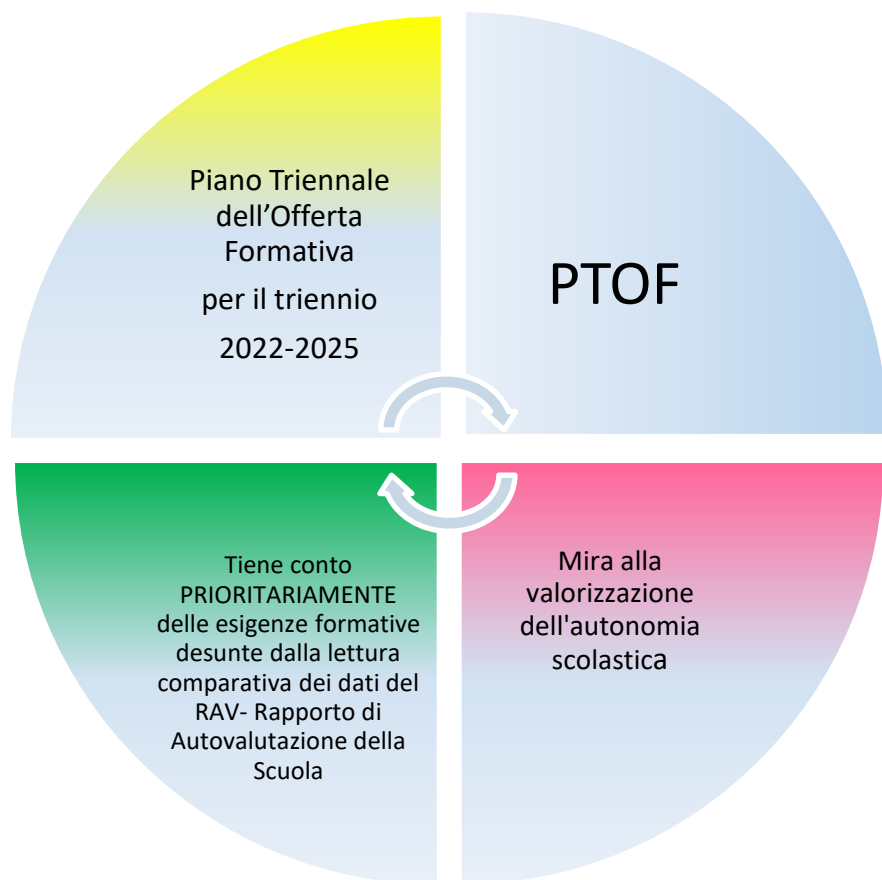 Piano Triennale
dell’Offerta
Formativa
per il triennio
2022-2025
PTOF
Tiene conto
PRIORITARIAMENTE
delle esigenze formative
desunte dalla lettura
comparativa dei dati del
RAV- Rapporto di
Autovalutazione della
Scuola
Mira alla
valorizzazione
dell'autonomia
scolastica